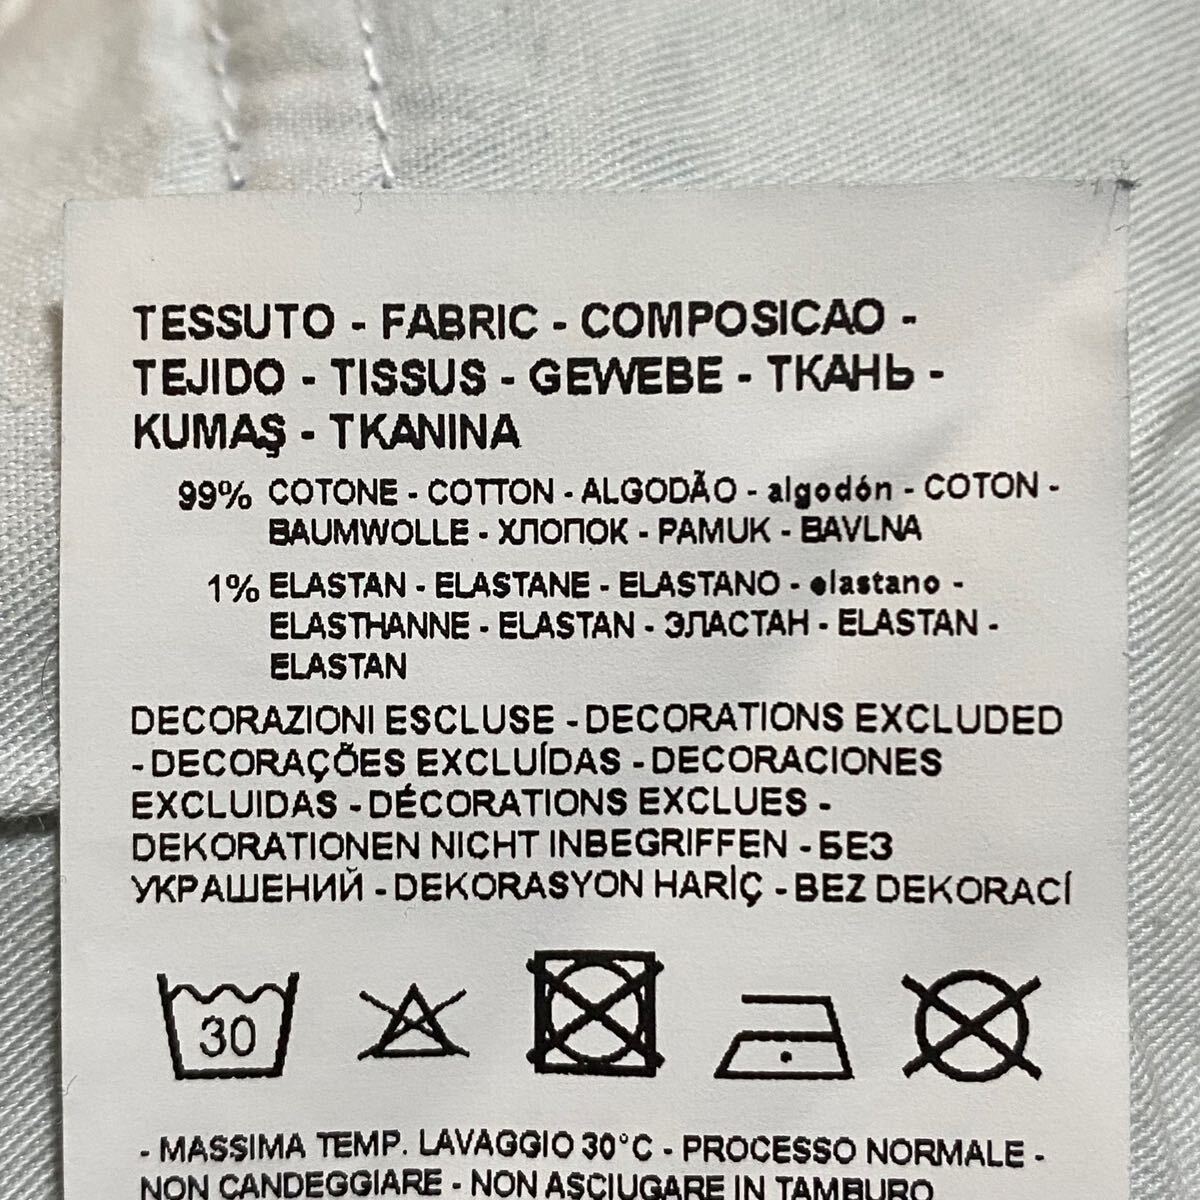 TESSUTO - FABRIC - COMPOSICAO -
TEJIDO - TISSUS - GEWEBE - ТКАНЬ -
KUMAŞ - TKANINA
99% COTONE - COTTON - ALGODÃO - algodón - COTON -
BAUMWOLLE - ХЛОПОК - PAMUK - BAVLNA
1% ELASTAN - ELASTANE - ELASTANO - elastano -
ELASTHANNE - ELASTAN - ЭЛАСТАН - ELASTAN -
ELASTAN
DECORAZIONI ESCLUSE - DECORATIONS EXCLUDED
- DECORAÇÕES EXCLUÍDAS - DECORACIONES
EXCLUIDAS - DÉCORATIONS EXCLUES -
DEKORATIONEN NICHT INBEGRIFFEN - БЕЗ
УКРАШЕНИЙ - DEKORASYON HARİÇ - BEZ DEKORACÍ
30
- MASSIMA TEMP. LAVAGGIO 30°C - PROCESSO NORMALE -
NON CANDEGGIARE - NON ASCIUGARE IN TAMBURO